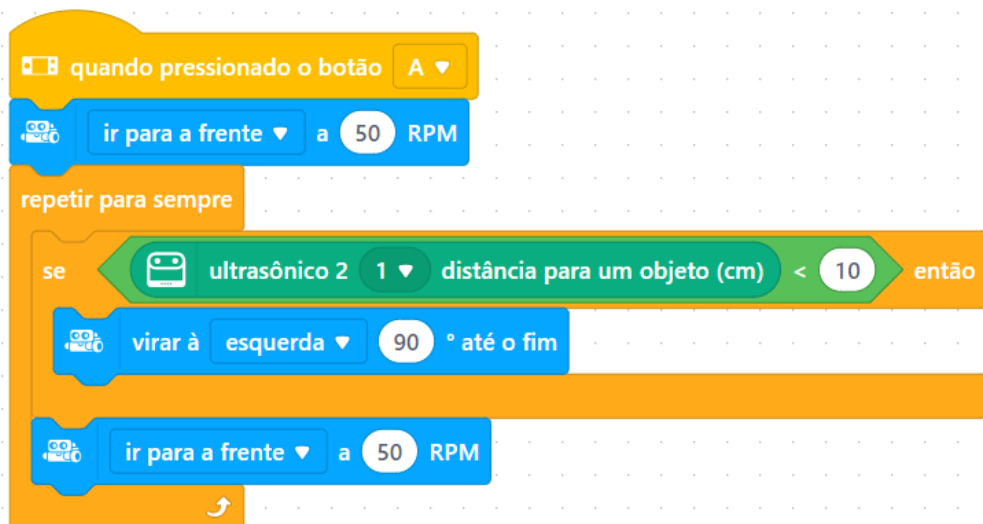 quando pressionado o botão A
ir para a frente a 50 RPM
repetir para sempre
se ultrasônico 2 1 distância para um objeto (cm) < 10 então
virar à esquerda 90 ° até o fim
ir para a frente a 50 RPM